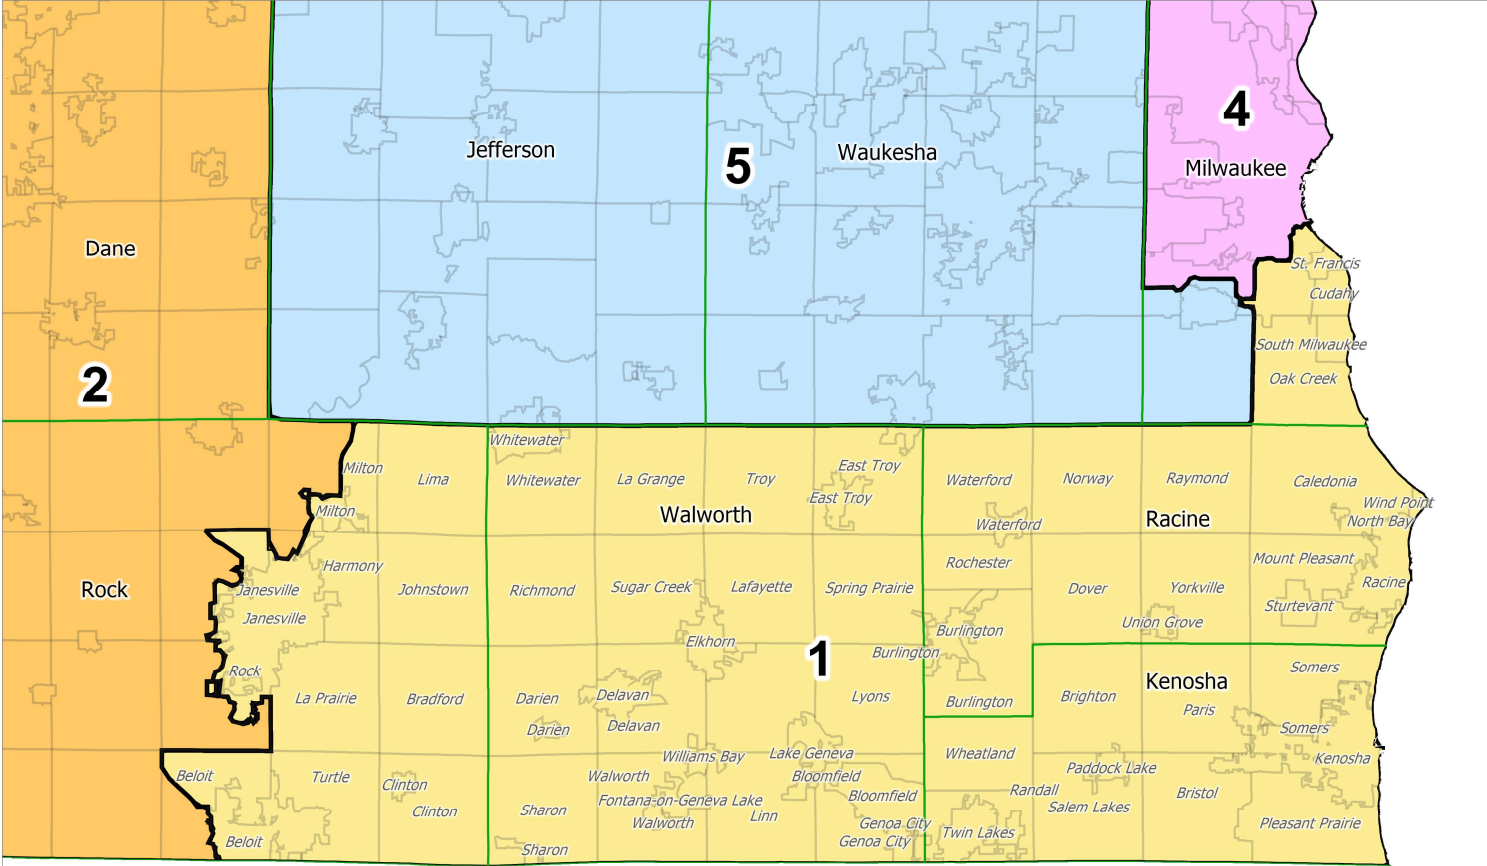 4
Jefferson
Waukesha
5
Milwaukee
Dane
St. Francis
Cudahy
South Milwaukee
2
Oak Creek
Whitewater
Milton
Lima
Whitewater
La Grange
Troy
East Troy
East Troy
Waterford
Norway
Raymond
Caledonia
Wind Point
North Bay
Milton
Walworth
Waterford
Racine
Harmony
Rochester
Mount Pleasant
Rock
Janesville
Johnstown
Richmond
Sugar Creek
Lafayette
Spring Prairie
Dover
Yorkville
Racine
Sturtevant
Janesville
Union Grove
Elkhorn
Burlington
Burlington
1
Rock
Somers
Kenosha
La Prairie
Bradford
Darien
Delavan
Lyons
Burlington
Brighton
Paris
Darien
Delavan
Somers
Williams Bay
Lake Geneva
Wheatland
Kenosha
Beloit
Turtle
Clinton
Walworth
Bloomfield
Paddock Lake
Randall
Bristol
Fontana-on-Geneva Lake
Bloomfield
Salem Lakes
Clinton
Sharon
Linn
Walworth
Genoa City
Pleasant Prairie
Twin Lakes
Beloit
Genoa City
Sharon